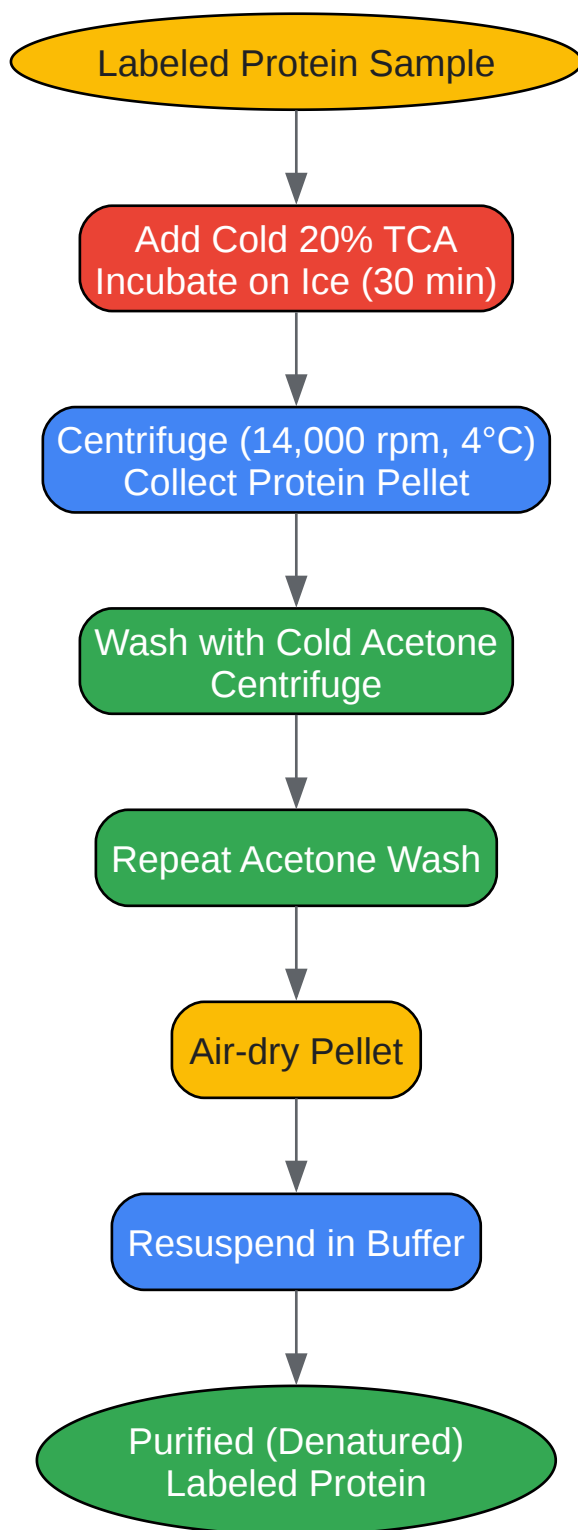 Labeled Protein Sample
Add Cold 20% TCA
Incubate on Ice (30 min)
Centrifuge (14,000 rpm, 4°C)
Collect Protein Pellet
Wash with Cold Acetone
Centrifuge
Repeat Acetone Wash
Air-dry Pellet
Resuspend in Buffer
Purified (Denatured)
Labeled Protein